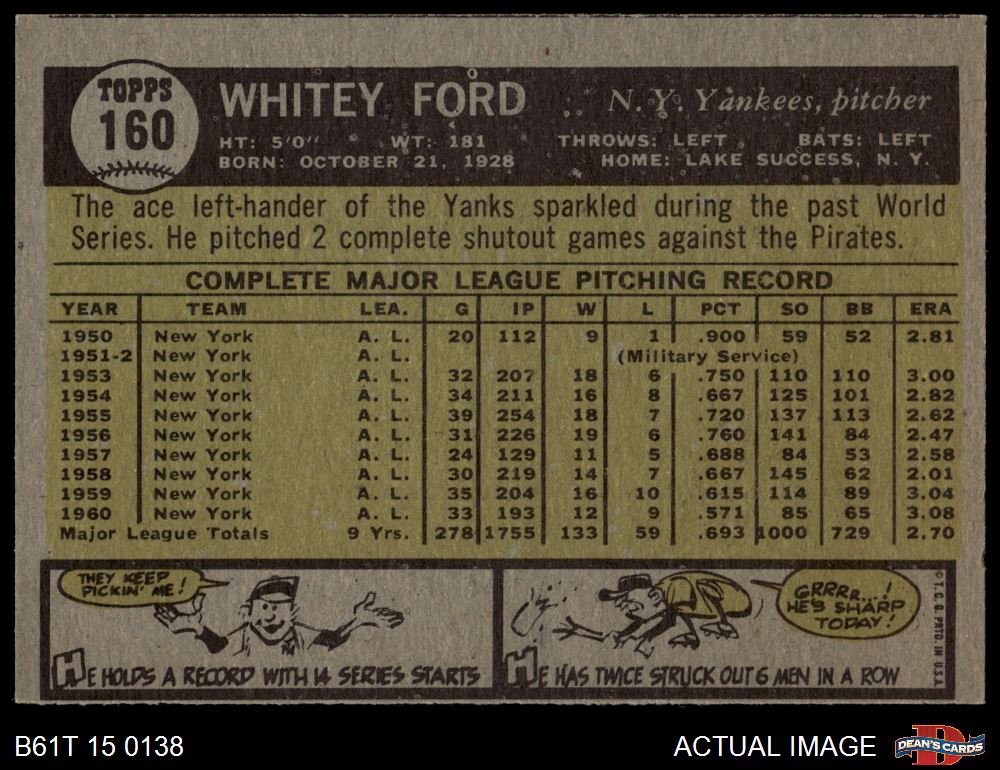 TOPPS
160
WHITEY FORD
N. Y. Yankees, pitcher
HT: 5'0" WT: 181 THROWS: LEFT BATS: LEFT
BORN: OCTOBER 21, 1928 HOME: LAKE SUCCESS, N. Y.
The ace left-hander of the Yanks sparkled during the past World
Series. He pitched 2 complete shutout games against the Pirates.
COMPLETE MAJOR LEAGUE PITCHING RECORD
YEAR TEAM LEA. G IP W L PCT SO BB ERA
1950 New York A. L. 20 112 9 1 .900 59 52 2.81
1951-2 New York A. L. (Military Service)
1953 New York A. L. 32 207 18 6 .750 110 110 3.00
1954 New York A. L. 34 211 16 8 .667 125 101 2.82
1955 New York A. L. 39 254 18 7 .720 137 113 2.62
1956 New York A. L. 31 226 19 6 .760 141 84 2.47
1957 New York A. L. 24 129 11 5 .688 84 53 2.58
1958 New York A. L. 30 219 14 7 .667 145 62 2.01
1959 New York A. L. 35 204 16 10 .615 114 89 3.04
1960 New York A. L. 33 193 12 9 .571 85 65 3.08
Major League Totals 9 Yrs. 278 1755 133 59 .693 1000 729 2.70
THEY KEEP
PICKIN' ME!
HE HOLDS A RECORD WITH 14 SERIES STARTS
GRRRR...!
HE'S SHARP
TODAY!
HE HAS TWICE STRUCK OUT 6 MEN IN A ROW
© T. C. G. PRTD. IN U.S.A.
B61T 15 0138
ACTUAL IMAGE
D
DEAN'S CARDS